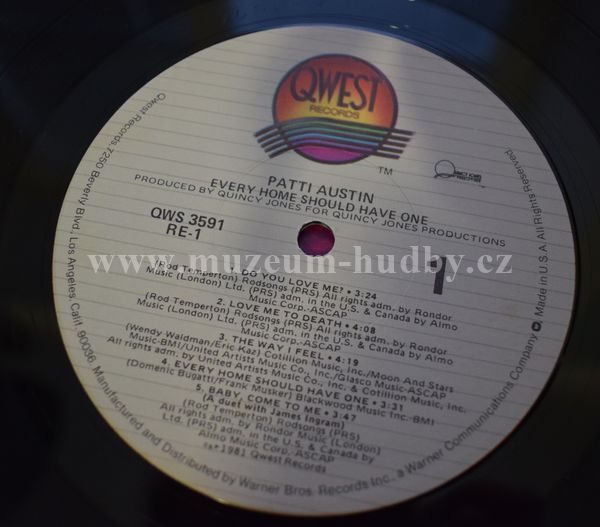 QWEST
RECORDS
TM
PATTI AUSTIN
EVERY HOME SHOULD HAVE ONE
PRODUCED BY QUINCY JONES FOR QUINCY JONES PRODUCTIONS
QWS 3591
RE-1
1
www.muzeum-hudby.cz
1. DO YOU LOVE ME? • 3:24
(Rod Temperton) Rodsongs (PRS) All rights adm. by Rondor
Music (London) Ltd. (PRS) adm. in the U.S. & Canada by Almo
Music Corp.-ASCAP
2. LOVE ME TO DEATH • 4:08
(Rod Temperton) Rodsongs (PRS) All rights adm. by Rondor
Music (London) Ltd. (PRS) adm. in the U.S. & Canada by Almo
Music Corp.-ASCAP
3. THE WAY I FEEL • 4:19
(Wendy Waldman/Eric Kaz) Cotillion Music, Inc./Moon And Stars
Music-BMI/United Artists Music Co., Inc./Glasco Music-ASCAP
All rights adm. by United Artists Music Co., Inc. & Cotillion Music, Inc.
4. EVERY HOME SHOULD HAVE ONE • 3:31
(Domenic Bugatti/Frank Musker) Blackwood Music Inc.-BMI
5. BABY, COME TO ME • 3:47
(A duet with James Ingram)
(Rod Temperton) Rodsongs (PRS)
All rights adm. by Rondor Music (London)
Ltd. (PRS) adm. in the U.S. & Canada by
Almo Music Corp.-ASCAP
1981 Qwest Records
Qwest Records, 7250 Beverly Blvd. Los Angeles, Calif. 90036. Manufactured and Distributed by Warner Bros. Records Inc., a Warner Communications Company Made in U.S.A. All Rights Reserved.